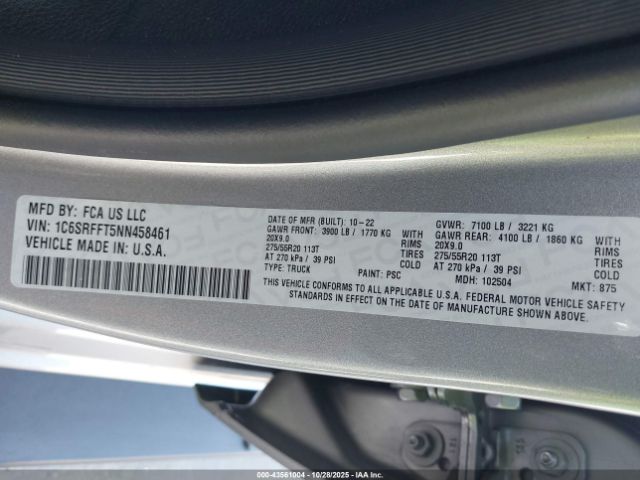 MFD BY: FCA US LLC
VIN: 1C6SRFFT5NN458461
VEHICLE MADE IN: U.S.A.
DATE OF MFR (BUILT): 10-22
GAWR FRONT: 3900 LB / 1770 KG WITH
20X9.0 RIMS
275/55R20 113T TIRES
AT 270 kPa / 39 PSI COLD
TYPE: TRUCK PAINT: PSC
GVWR: 7100 LB / 3221 KG
GAWR REAR: 4100 LB / 1860 KG WITH
20X9.0 RIMS
275/55R20 113T TIRES
AT 270 kPa / 39 PSI COLD
MDH: 102504 MKT: 875
THIS VEHICLE CONFORMS TO ALL APPLICABLE U.S.A. FEDERAL MOTOR VEHICLE SAFETY
STANDARDS IN EFFECT ON THE DATE OF MANUFACTURE SHOWN ABOVE.
000-43561004 - 10/28/2025 - IAA Inc.